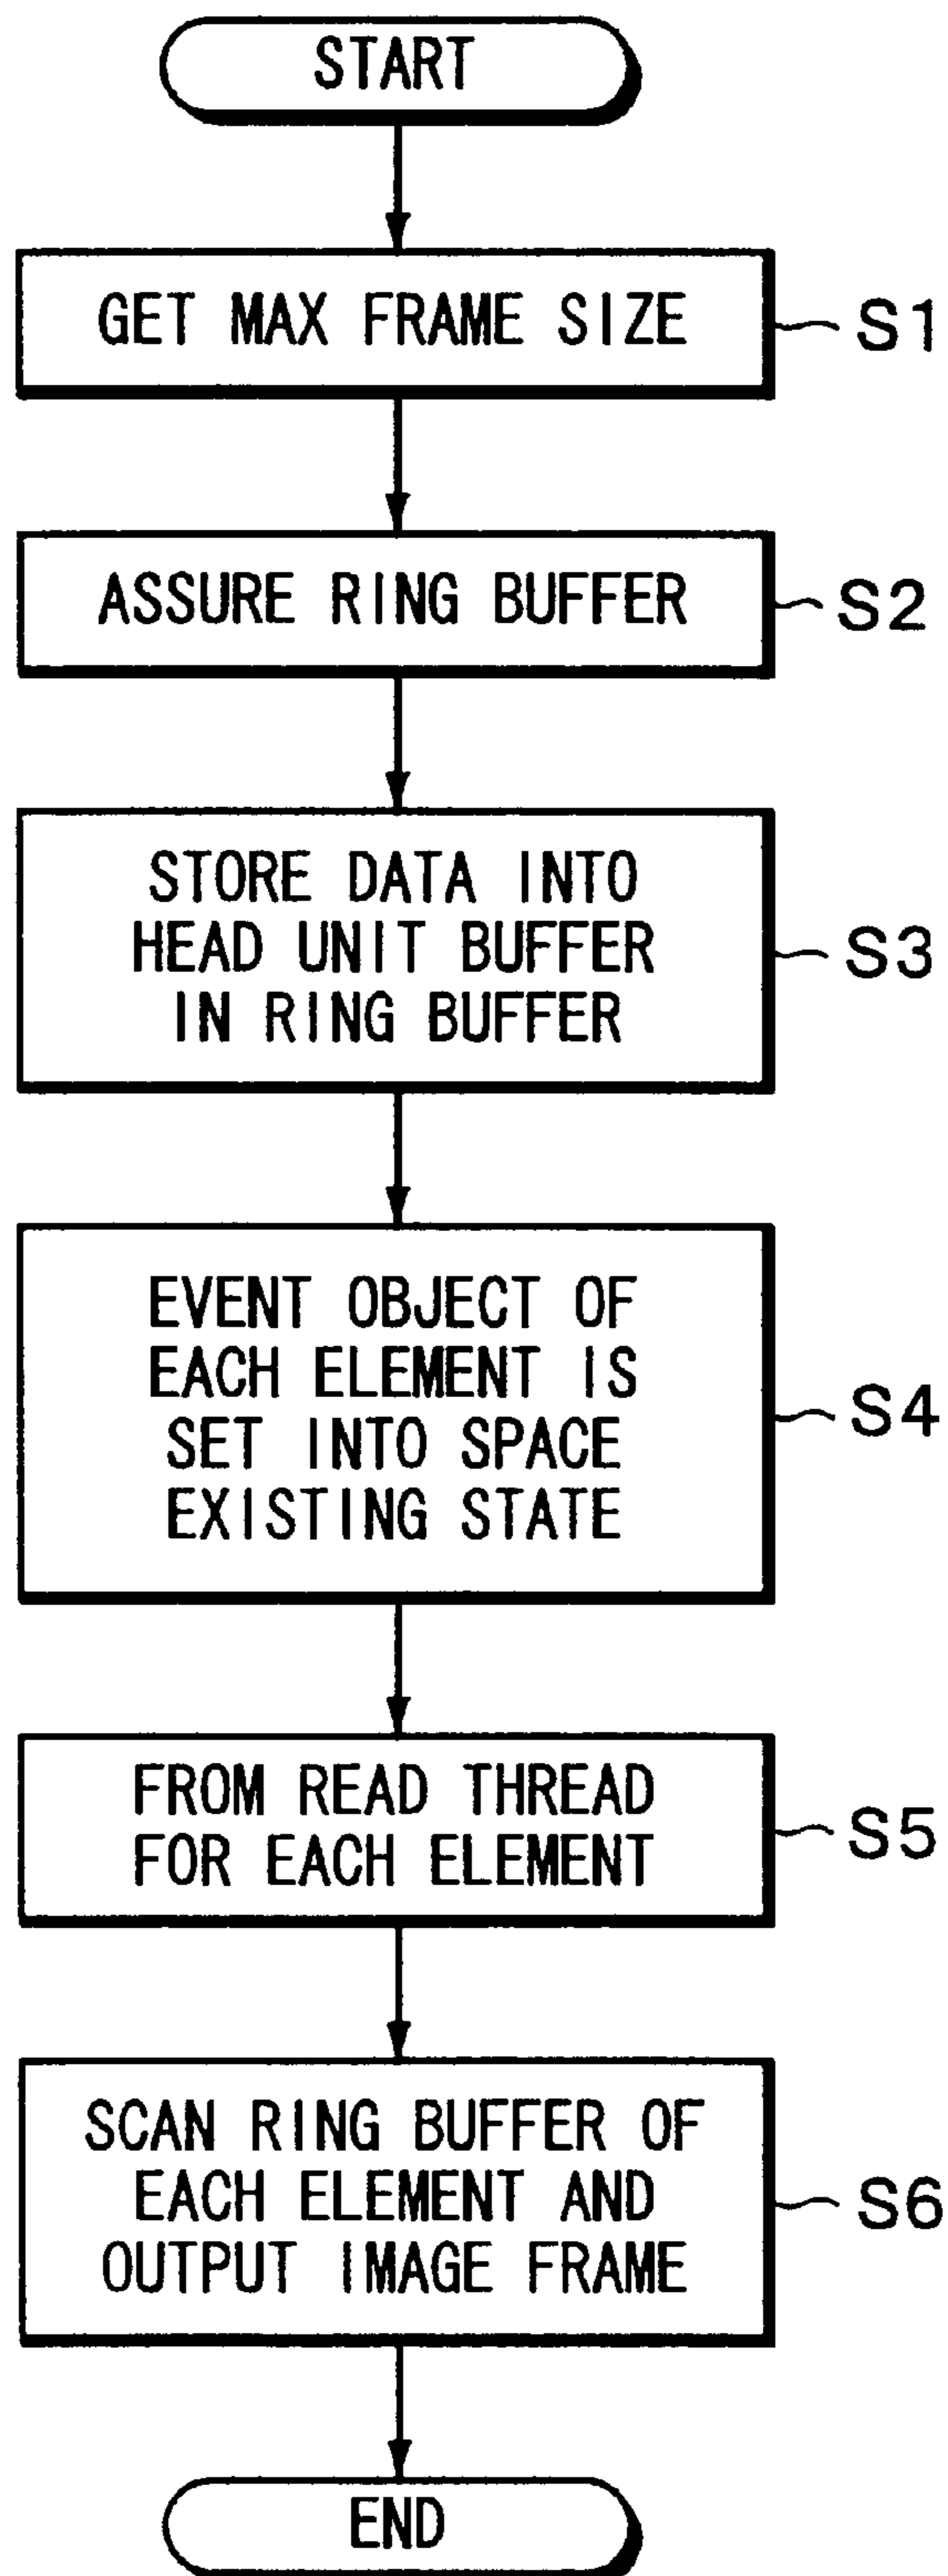 START
GET MAX FRAME SIZE
S1
ASSURE RING BUFFER
S2
STORE DATA INTO
HEAD UNIT BUFFER
IN RING BUFFER
S3
EVENT OBJECT OF
EACH ELEMENT IS
SET INTO SPACE
EXISTING STATE
S4
FROM READ THREAD
FOR EACH ELEMENT
S5
SCAN RING BUFFER OF
EACH ELEMENT AND
OUTPUT IMAGE FRAME
S6
END